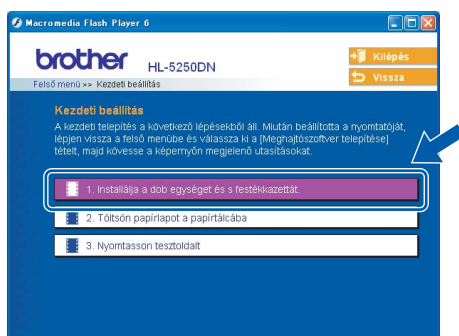 Macromedia Flash Player 6
brother
HL-5250DN
Kilépés
Vissza
Felső menü >> Kezdeti beállítás
Kezdeti beállítás
A kezdeti telepítés a következő lépésekből áll. Miután beállította a nyomtatóját,
lépjen vissza a felső menübe és válassza ki a [Meghajtószoftver telepítése]
tételt, majd kövesse a képernyőn megjelenő utasításokat.
1. Installálja a dob egységet és s festékkazettát.
2. Töltsön papírlapot a papírtálcába
3. Nyomtasson tesztoldalt